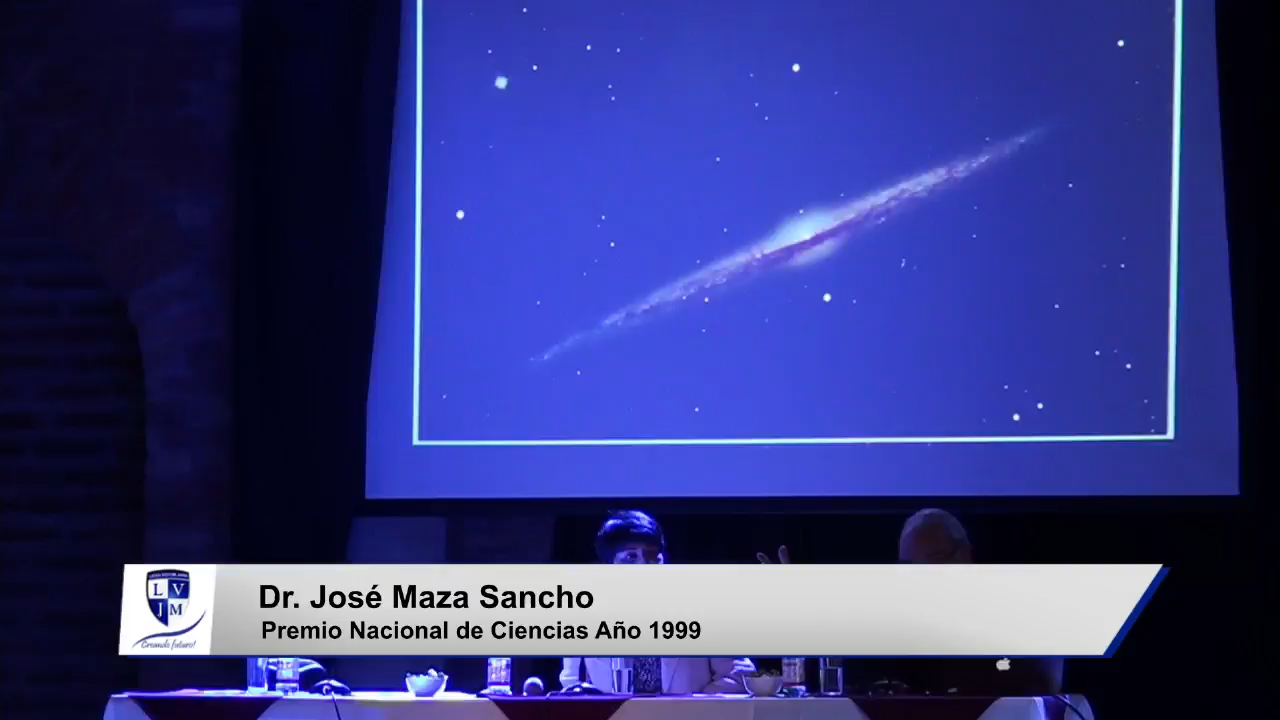 L V
J M
Creando futuro!
Dr. José Maza Sancho
Premio Nacional de Ciencias Año 1999